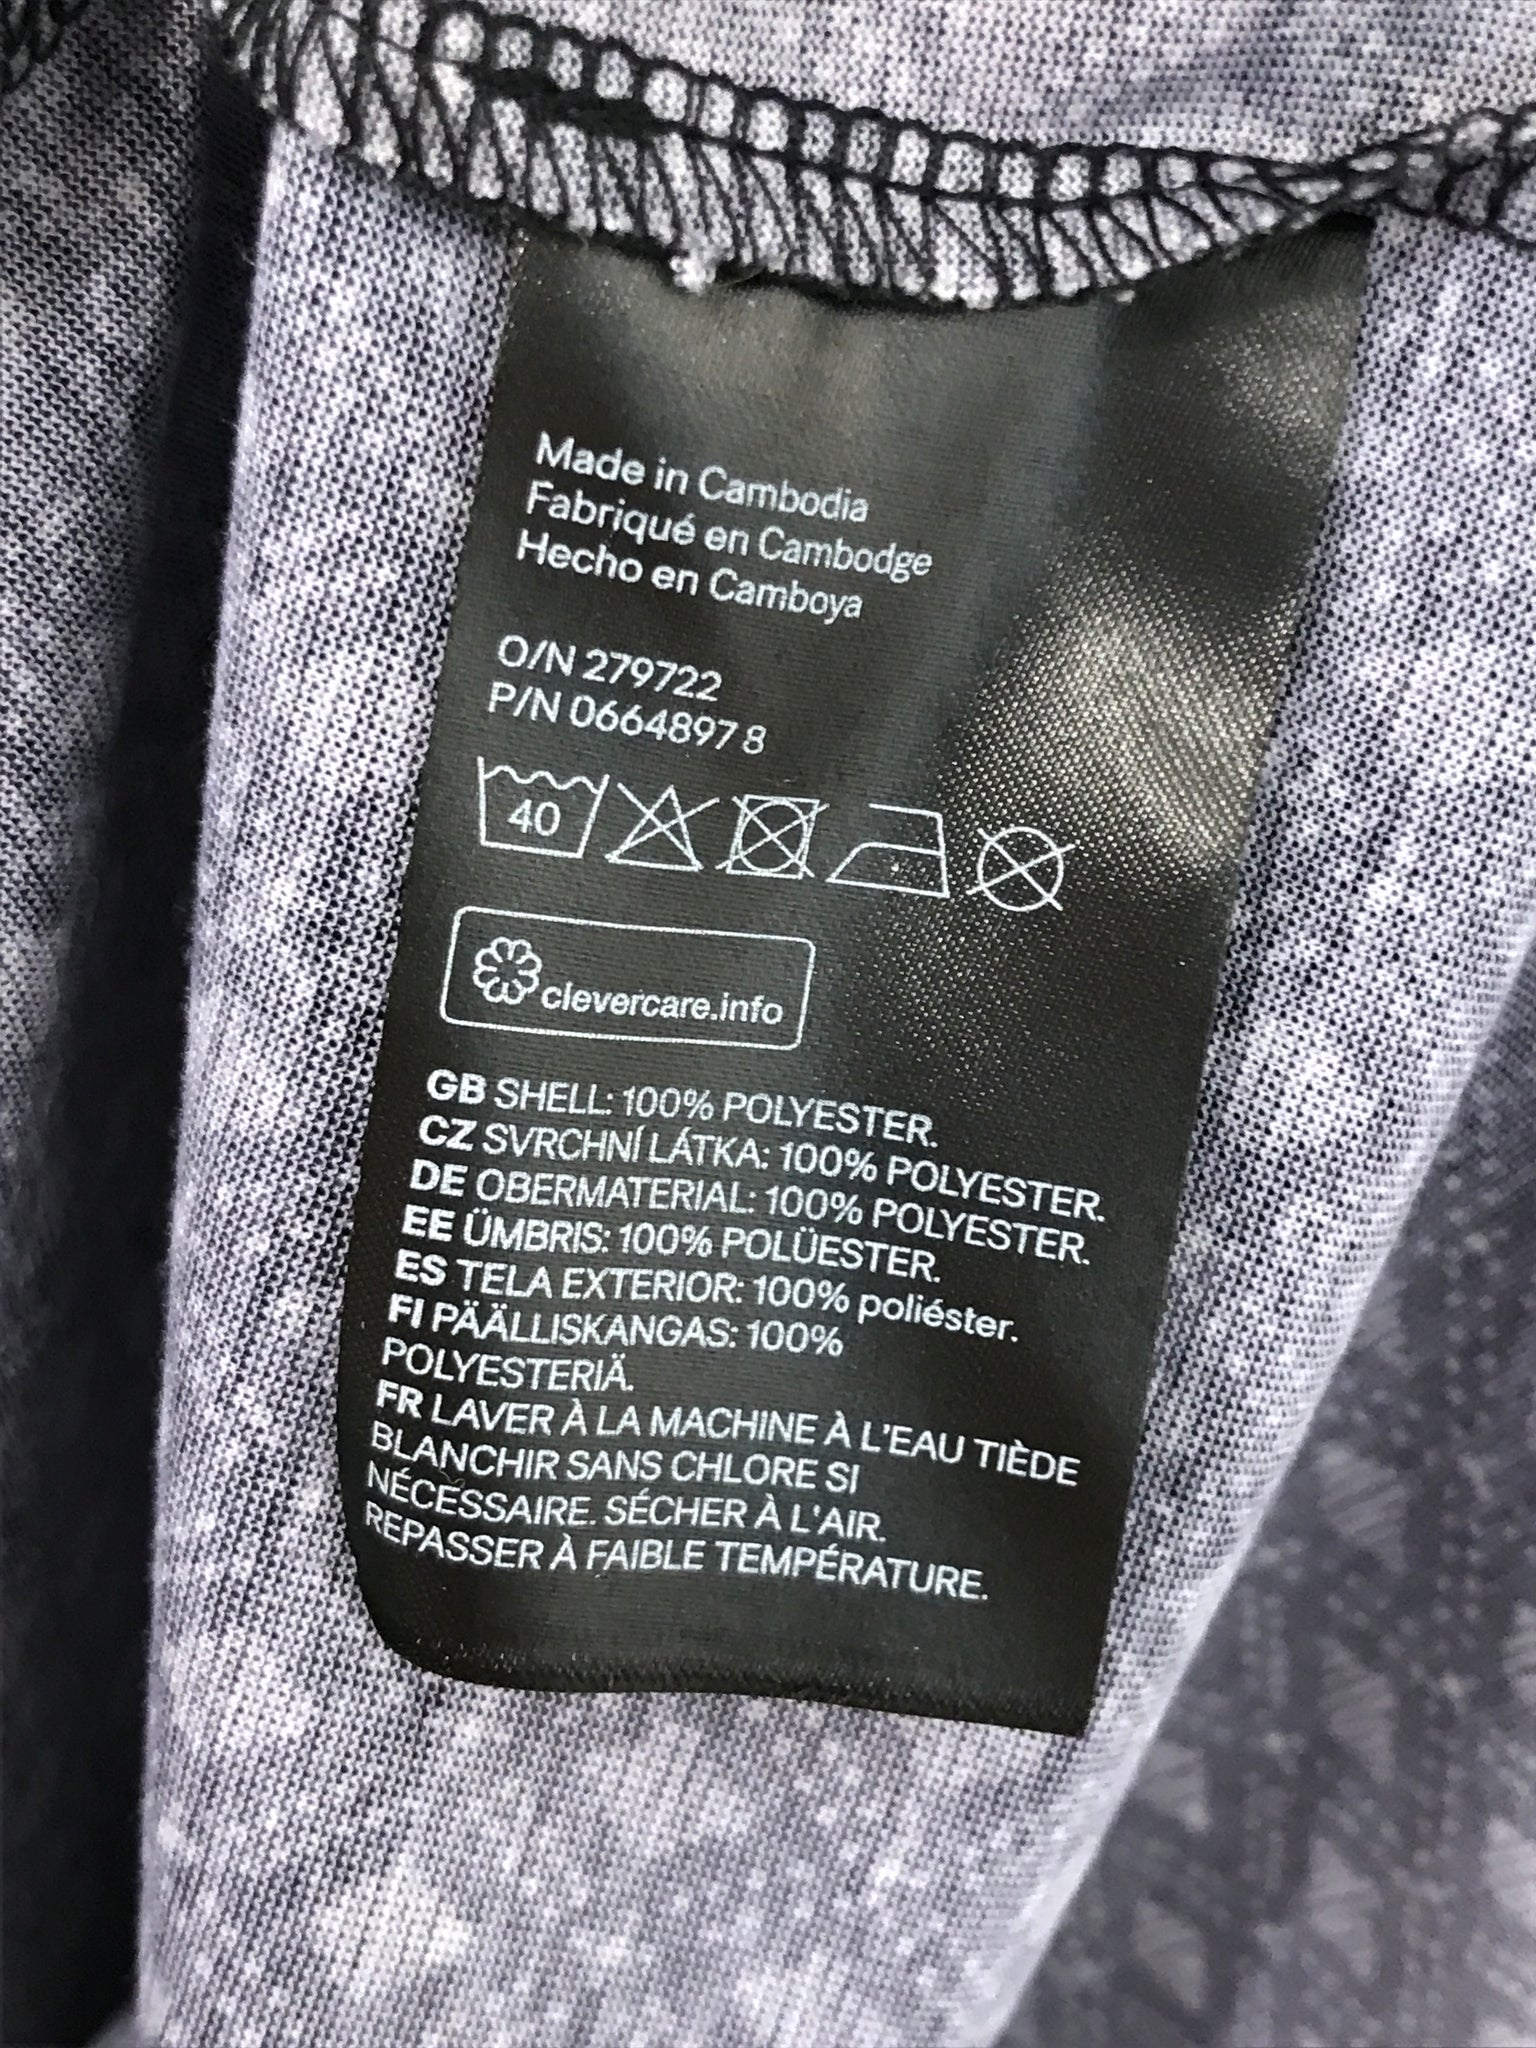 Made in Cambodia
Fabriqué en Cambodge
Hecho en Camboya
O/N 279722
P/N 0664897 8
40
clevercare.info
GB SHELL: 100% POLYESTER.
CZ SVRCHNÍ LÁTKA: 100% POLYESTER.
DE OBERMATERIAL: 100% POLYESTER.
EE ÜMBRIS: 100% POLÜESTER.
ES TELA EXTERIOR: 100% poliéster.
FI PÄÄLLISKANGAS: 100%
POLYESTERIÄ.
FR LAVER À LA MACHINE À L'EAU TIÈDE
BLANCHIR SANS CHLORE SI
NÉCESSAIRE. SÉCHER À L'AIR.
REPASSER À FAIBLE TEMPÉRATURE.